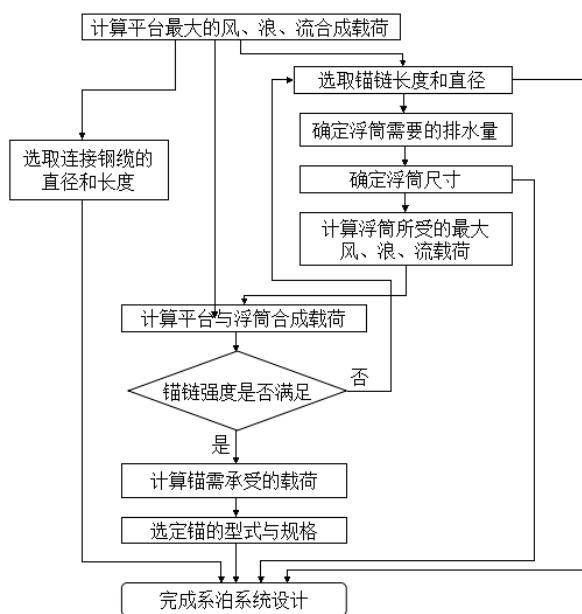 计算平台最大的风、浪、流合成载荷
选取锚链长度和直径
确定浮筒需要的排水量
选取连接钢缆的
直径和长度
确定浮筒尺寸
计算浮筒所受的最大
风、浪、流载荷
计算平台与浮筒合成载荷
锚链强度是否满足
否
是
计算锚需承受的载荷
选定锚的型式与规格
完成系泊系统设计